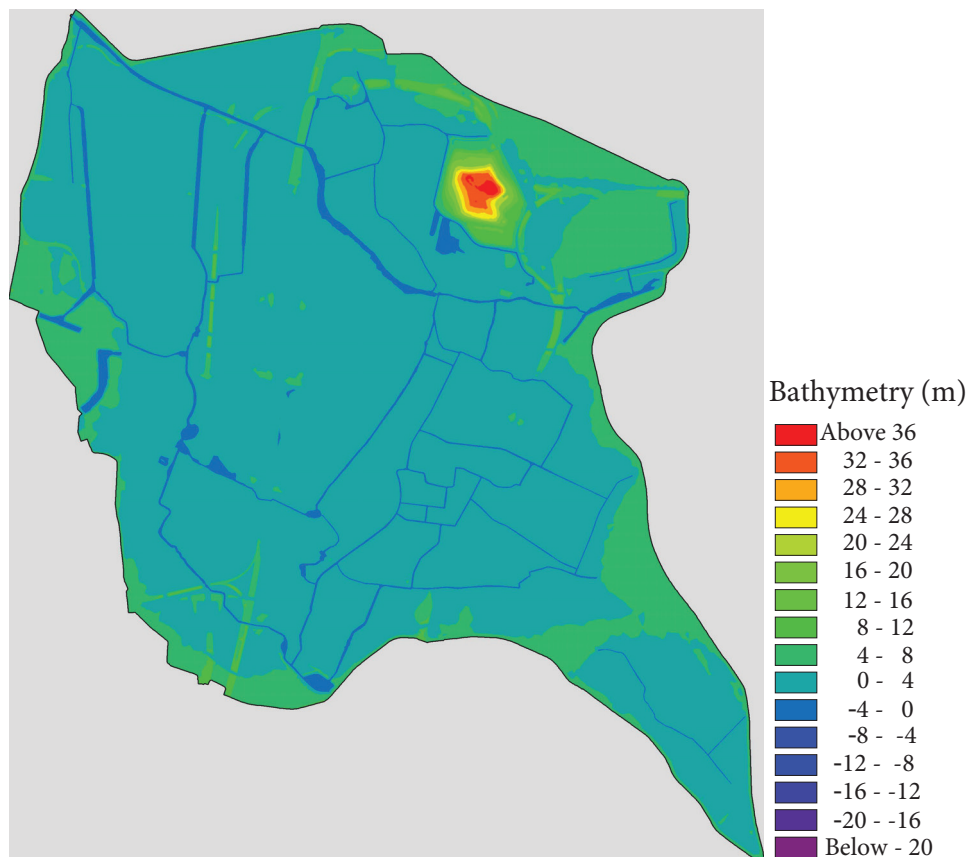 Bathymetry (m)
Above 36
32 - 36
28 - 32
24 - 28
20 - 24
16 - 20
12 - 16
8 - 12
4 - 8
0 - 4
-4 - 0
-8 - -4
-12 - -8
-16 - -12
-20 - -16
Below - 20